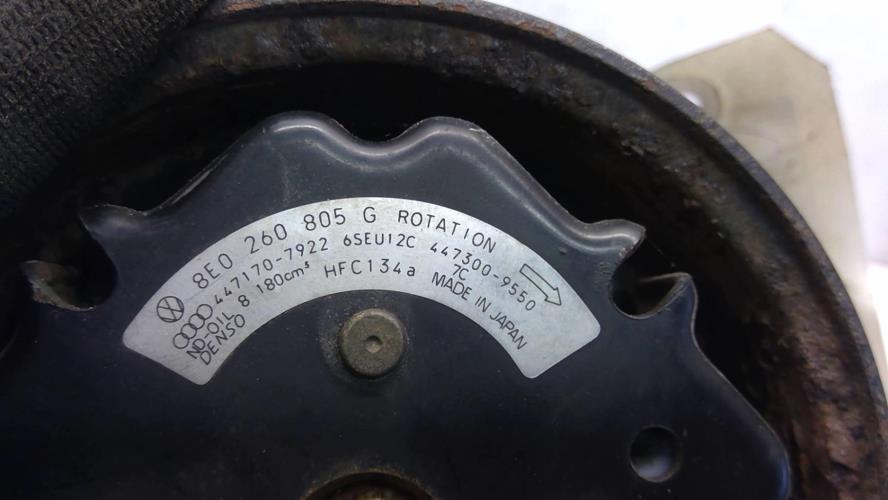 8E0 260 805 G ROTATION
447170-7922 6SEU12C 447300-9550
ND-OIL 8 180cm³ HFC134a 7C
DENSO MADE IN JAPAN